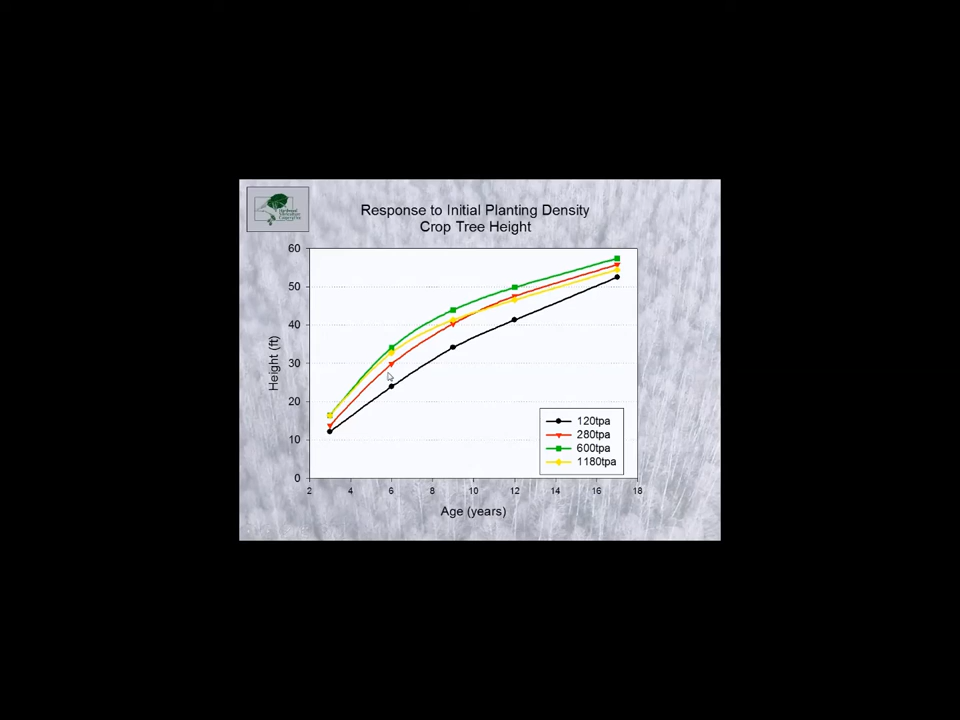 Response to Initial Planting Density
Crop Tree Height
60
50
40
30
20
10
0
Height (ft)
2 4 6 8 10 12 14 16 18
Age (years)
120tpa
280tpa
600tpa
1180tpa